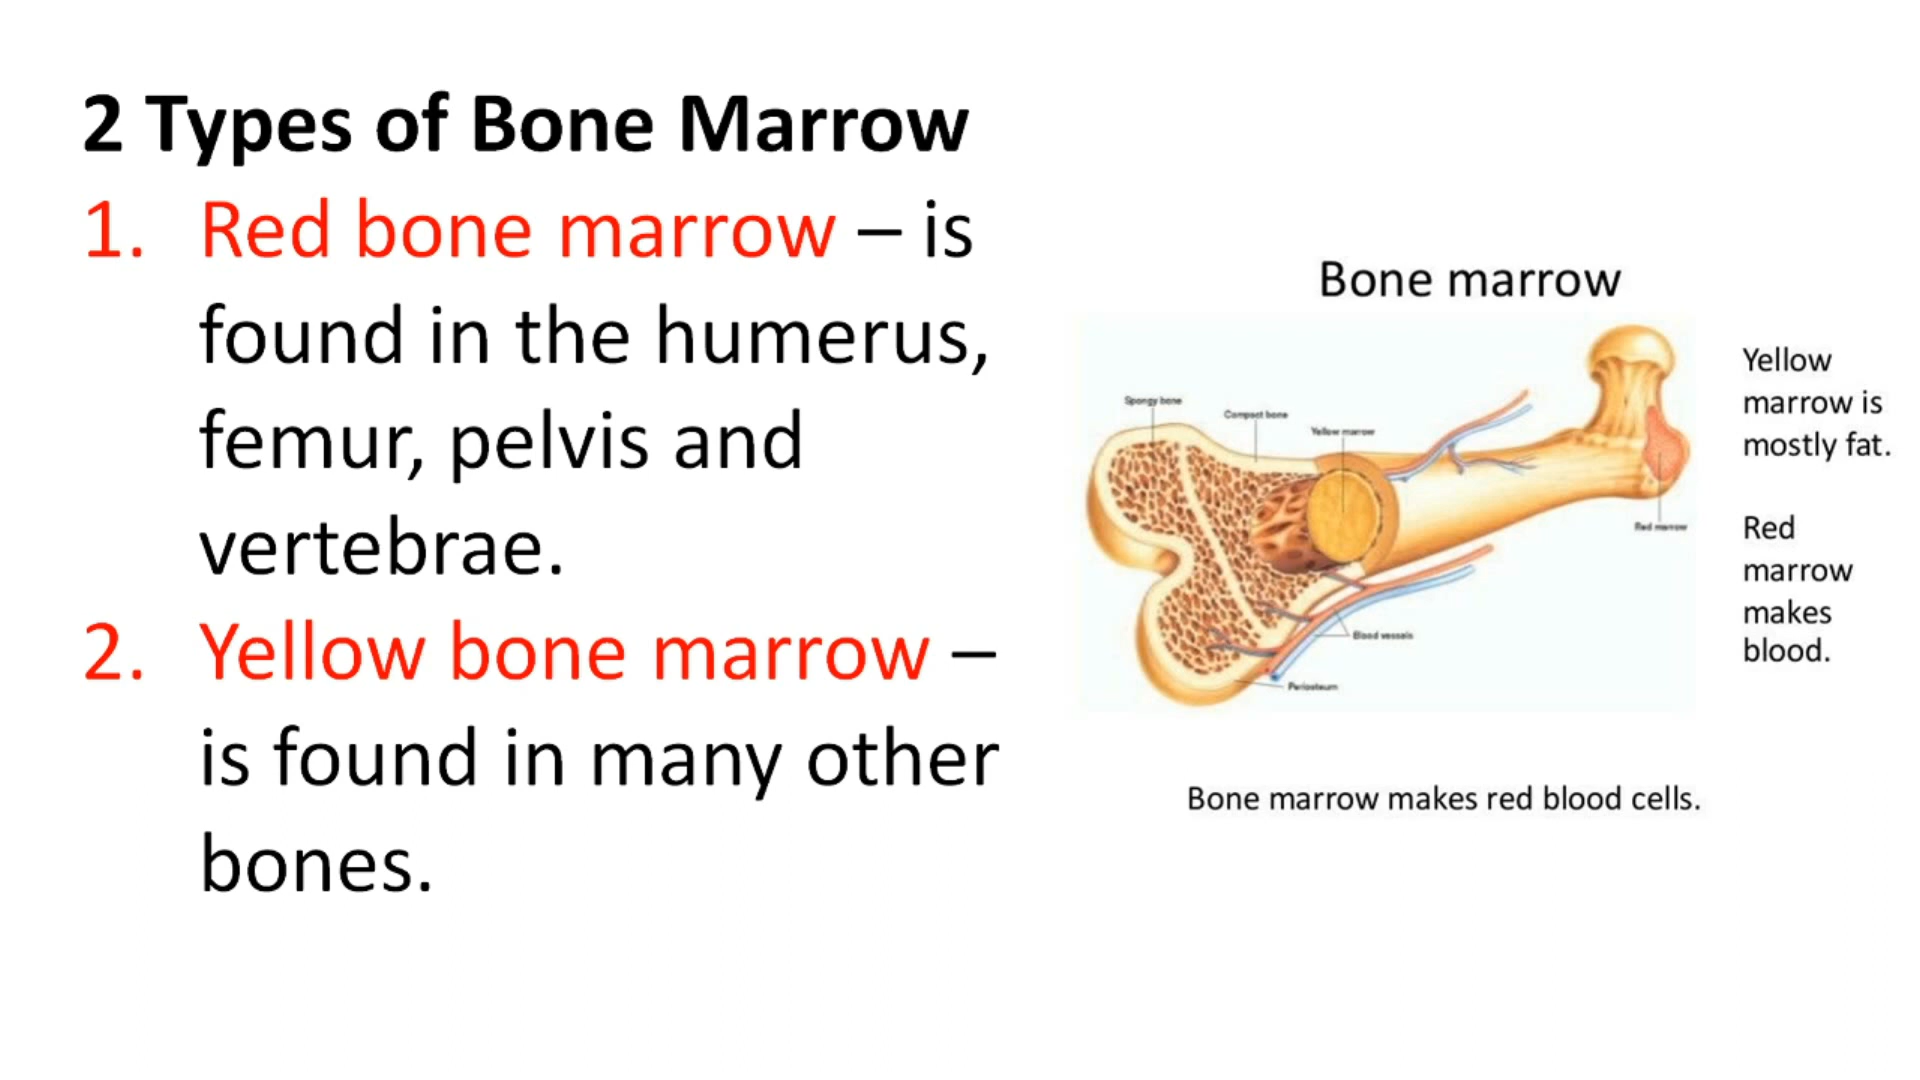 2 Types of Bone Marrow
1. Red bone marrow – is
found in the humerus,
femur, pelvis and
vertebrae.
2. Yellow bone marrow –
is found in many other
bones.
Bone marrow
Spongy bone
Compact bone
Yellow marrow
Red marrow
Blood vessels
Periosteum
Yellow
marrow is
mostly fat.
Red
marrow
makes
blood.
Bone marrow makes red blood cells.